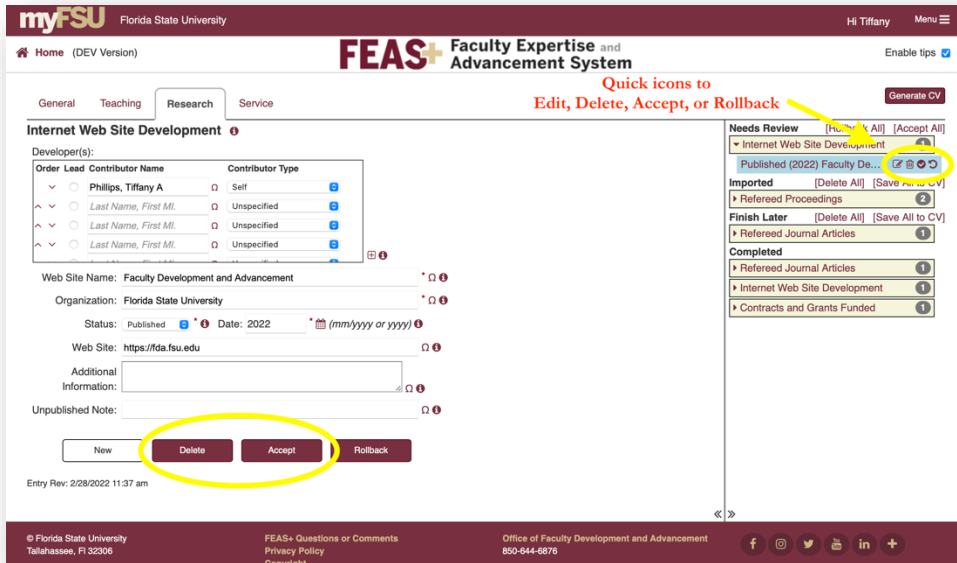 myFSU Florida State University Hi Tiffany Menu
Home (DEV Version) FEAS+ Faculty Expertise and Advancement System Enable tips
Quick icons to
Edit, Delete, Accept, or Rollback
Generate CV
General Teaching Research Service
Internet Web Site Development
Developer(s):
Order Lead Contributor Name Contributor Type
Phillips, Tiffany A Ω Self
Last Name, First MI. Ω Unspecified
Last Name, First MI. Ω Unspecified
Last Name, First MI. Ω Unspecified
Web Site Name: Faculty Development and Advancement * Ω
Organization: Florida State University * Ω
Status: Published * Date: 2022 * (mm/yyyy or yyyy)
Web Site: https://fda.fsu.edu Ω
Additional
Information: Ω
Unpublished Note: Ω
New Delete Accept Rollback
Entry Rev: 2/28/2022 11:37 am
Needs Review [Rollback All] [Accept All]
Internet Web Site Development 1
Published (2022) Faculty De...
Imported [Delete All] [Save All to CV]
Refereed Proceedings 2
Finish Later [Delete All] [Save All to CV]
Refereed Journal Articles 1
Completed
Refereed Journal Articles 1
Internet Web Site Development 1
Contracts and Grants Funded 1
« »
© Florida State University
Tallahassee, Fl 32306
FEAS+ Questions or Comments
Privacy Policy
Copyright
Office of Faculty Development and Advancement
850-644-6876